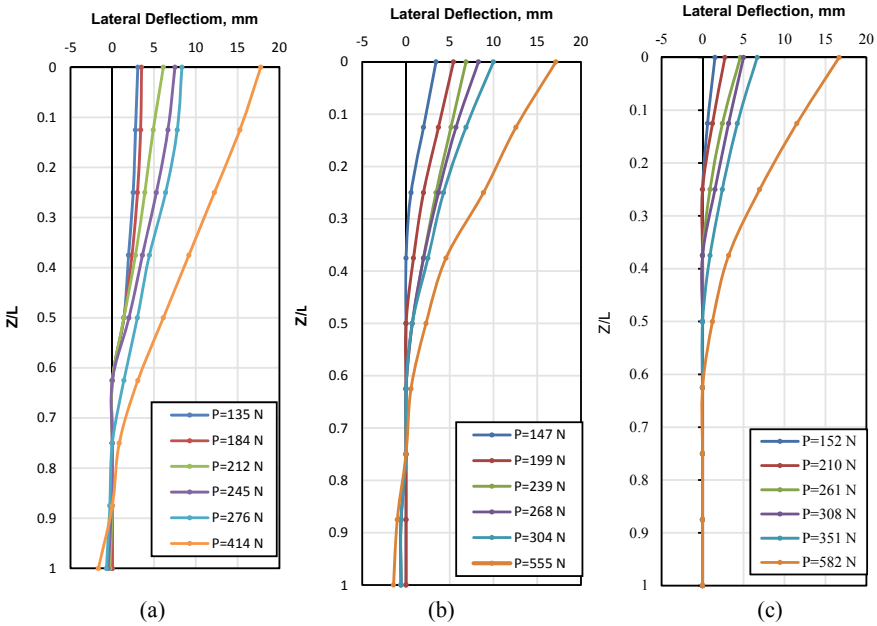 Lateral Deflectiom, mm
-5 0 5 10 15 20
0
0.1
0.2
0.3
0.4
0.5
0.6
0.7
0.8
0.9
1
Z/L
P=135 N
P=184 N
P=212 N
P=245 N
P=276 N
P=414 N
(a)
Lateral Deflection, mm
-5 0 5 10 15 20
0
0.1
0.2
0.3
0.4
0.5
0.6
0.7
0.8
0.9
1
Z/L
P=147 N
P=199 N
P=239 N
P=268 N
P=304 N
P=555 N
(b)
Lateral Deflection, mm
-5 0 5 10 15 20
0
0.1
0.2
0.3
0.4
0.5
0.6
0.7
0.8
0.9
1
Z/L
P=152 N
P=210 N
P=261 N
P=308 N
P=351 N
P=582 N
(c)